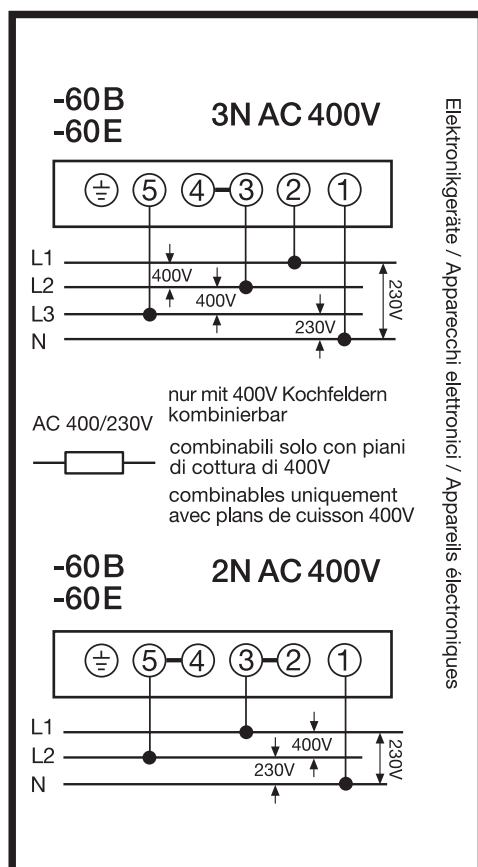 -60B
-60E
3N AC 400V
5 4 3 2 1
L1
400V
L2
400V
230V
L3
230V
N
AC 400/230V
nur mit 400V Kochfeldern
kombinierbar
combinabili solo con piani
di cottura di 400V
combinables uniquement
avec plans de cuisson 400V
-60B
-60E
2N AC 400V
5 4 3 2 1
L1
400V
230V
L2
230V
N
Elektronikgeräte / Apparecchi elettronici / Appareils électroniques